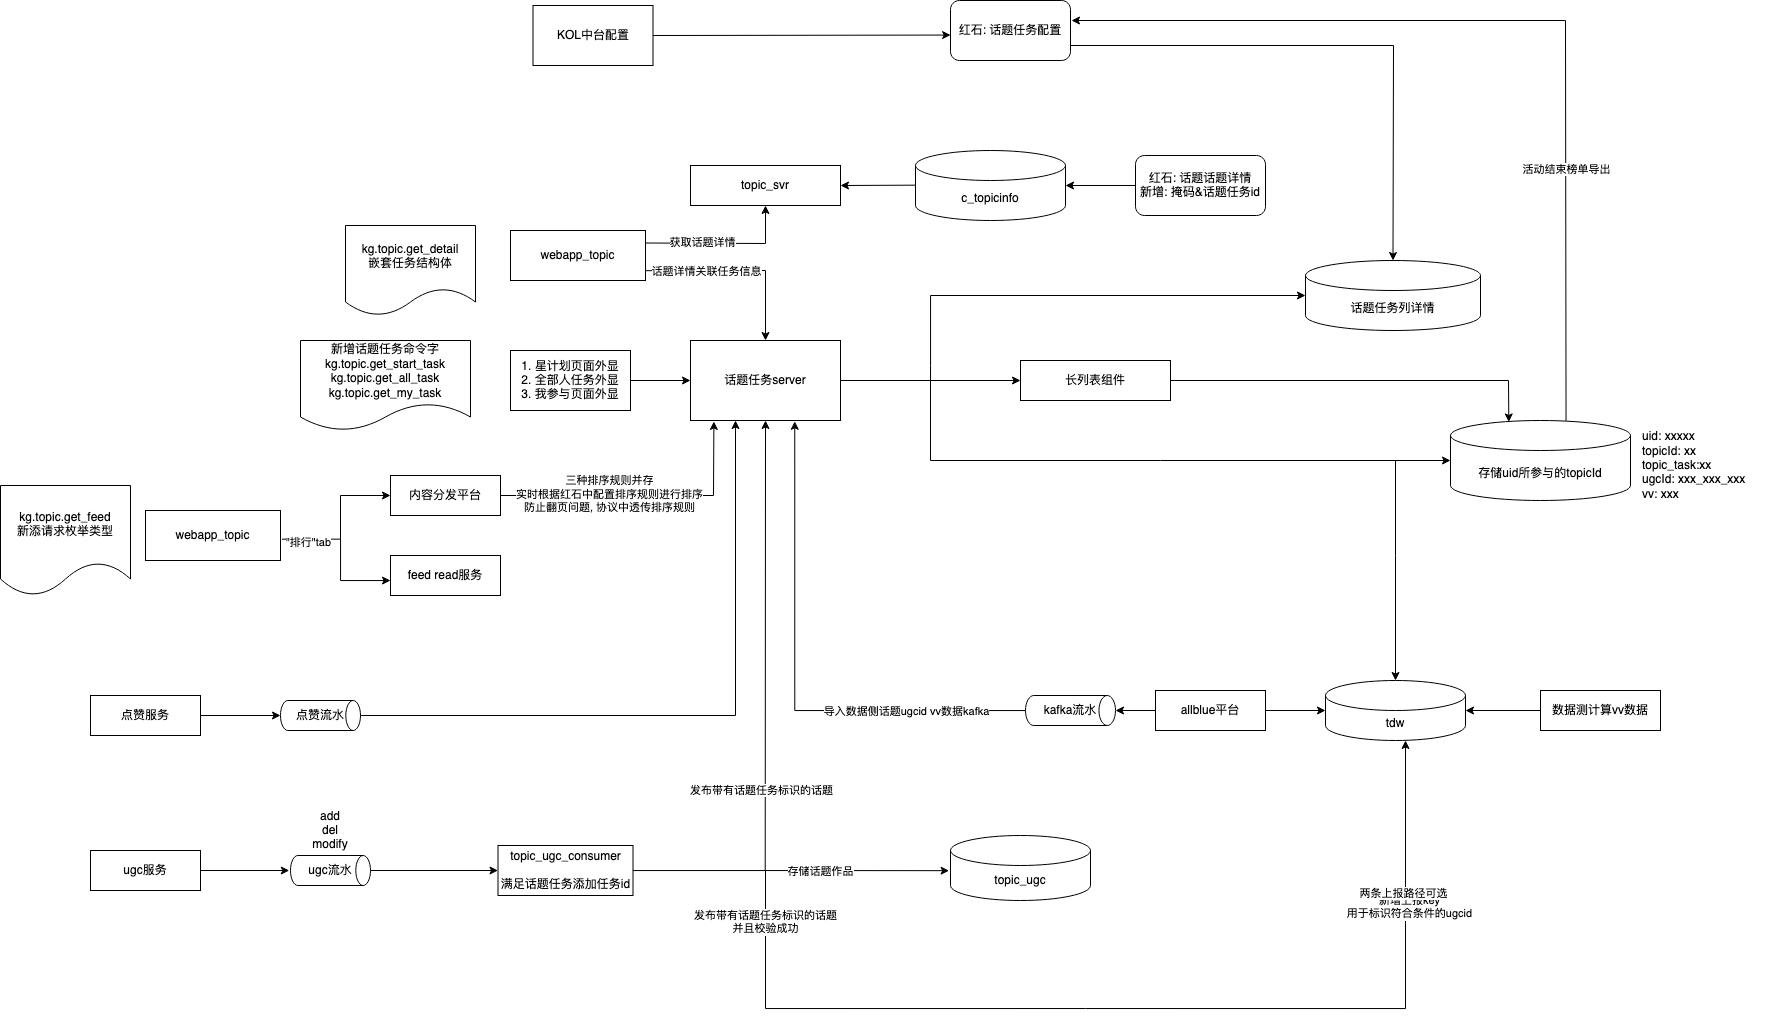 KOL中台配置
红石: 话题任务配置
活动结束榜单导出
topic_svr
c_topicinfo
红石: 话题话题详情
新增: 掩码&话题任务id
kg.topic.get_detail
嵌套任务结构体
webapp_topic
获取话题详情
话题详情关联任务信息
话题任务列详情
新增话题任务命令字
kg.topic.get_start_task
kg.topic.get_all_task
kg.topic.get_my_task
1. 星计划页面外显
2. 全部人任务外显
3. 我参与页面外显
话题任务server
长列表组件
存储uid所参与的topicId
uid: xxxxx
topicId: xx
topic_task:xx
ugcId: xxx_xxx_xxx
vv: xxx
kg.topic.get_feed
新添请求枚举类型
webapp_topic
"排行"tab
内容分发平台
三种排序规则并存
实时根据红石中配置排序规则进行排序
防止翻页问题, 协议中透传排序规则
feed read服务
点赞服务
点赞流水
导入数据侧话题ugcid vv数据kafka
kafka流水
allblue平台
tdw
数据测计算vv数据
发布带有话题任务标识的话题
add
del
modify
ugc服务
ugc流水
topic_ugc_consumer
满足话题任务添加任务id
存储话题作品
topic_ugc
发布带有话题任务标识的话题
并且校验成功
两条上报路径可选
新增上报key
用于标识符合条件的ugcid